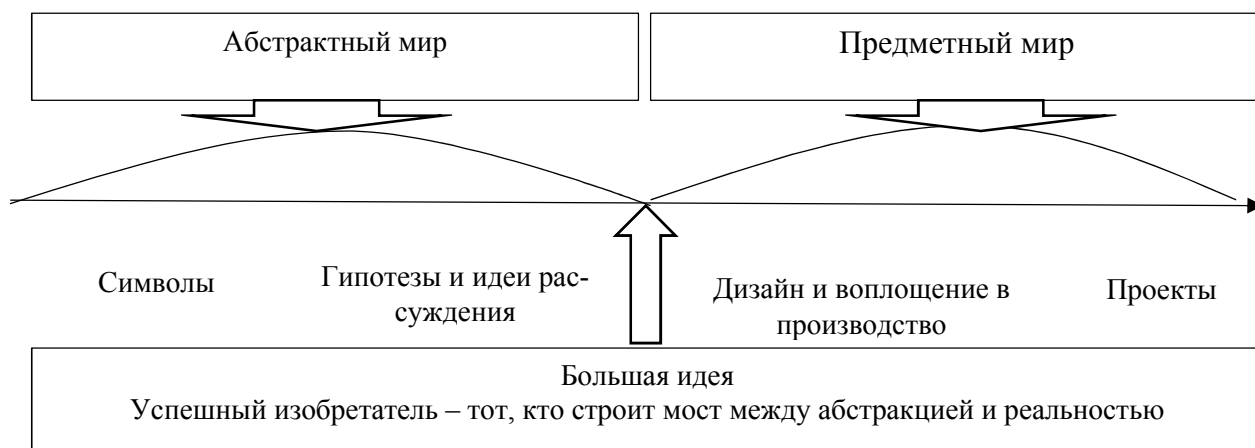 Абстрактный мир
Предметный мир
Символы
Гипотезы и идеи рас-
суждения
Дизайн и воплощение в
производство
Проекты
Большая идея
Успешный изобретатель – тот, кто строит мост между абстракцией и реальностью